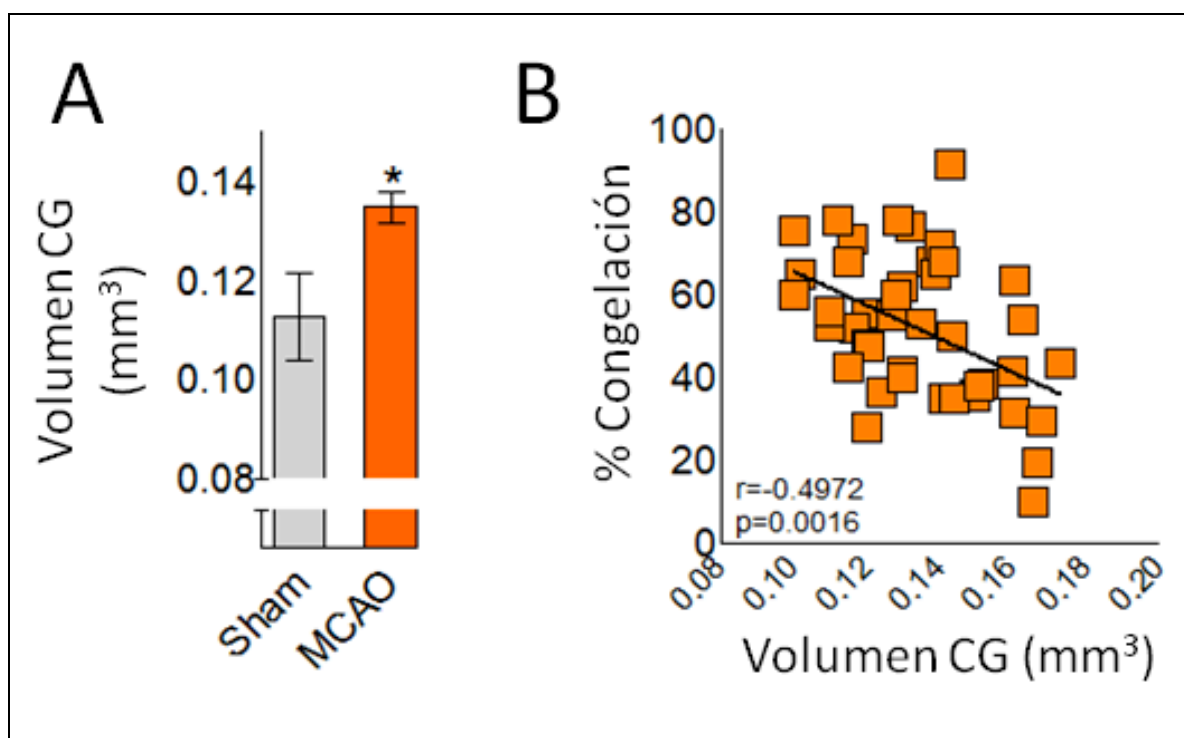 A
Volumen CG
(mm³)
0.14
0.12
0.10
0.08
*
Sham
MCAO
B
% Congelación
100
80
60
40
20
0
r=-0.4972
p=0.0016
0.08
0.10
0.12
0.14
0.16
0.18
0.20
Volumen CG (mm³)